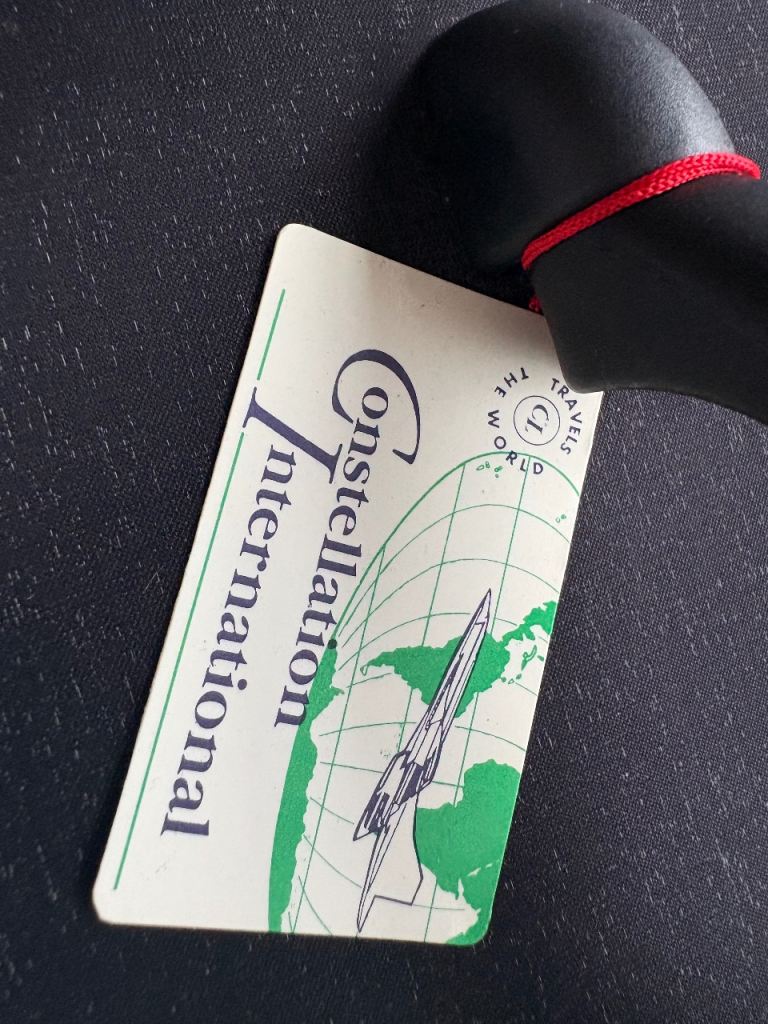 Constellation
International
TRAVELS THE WORLD
CI